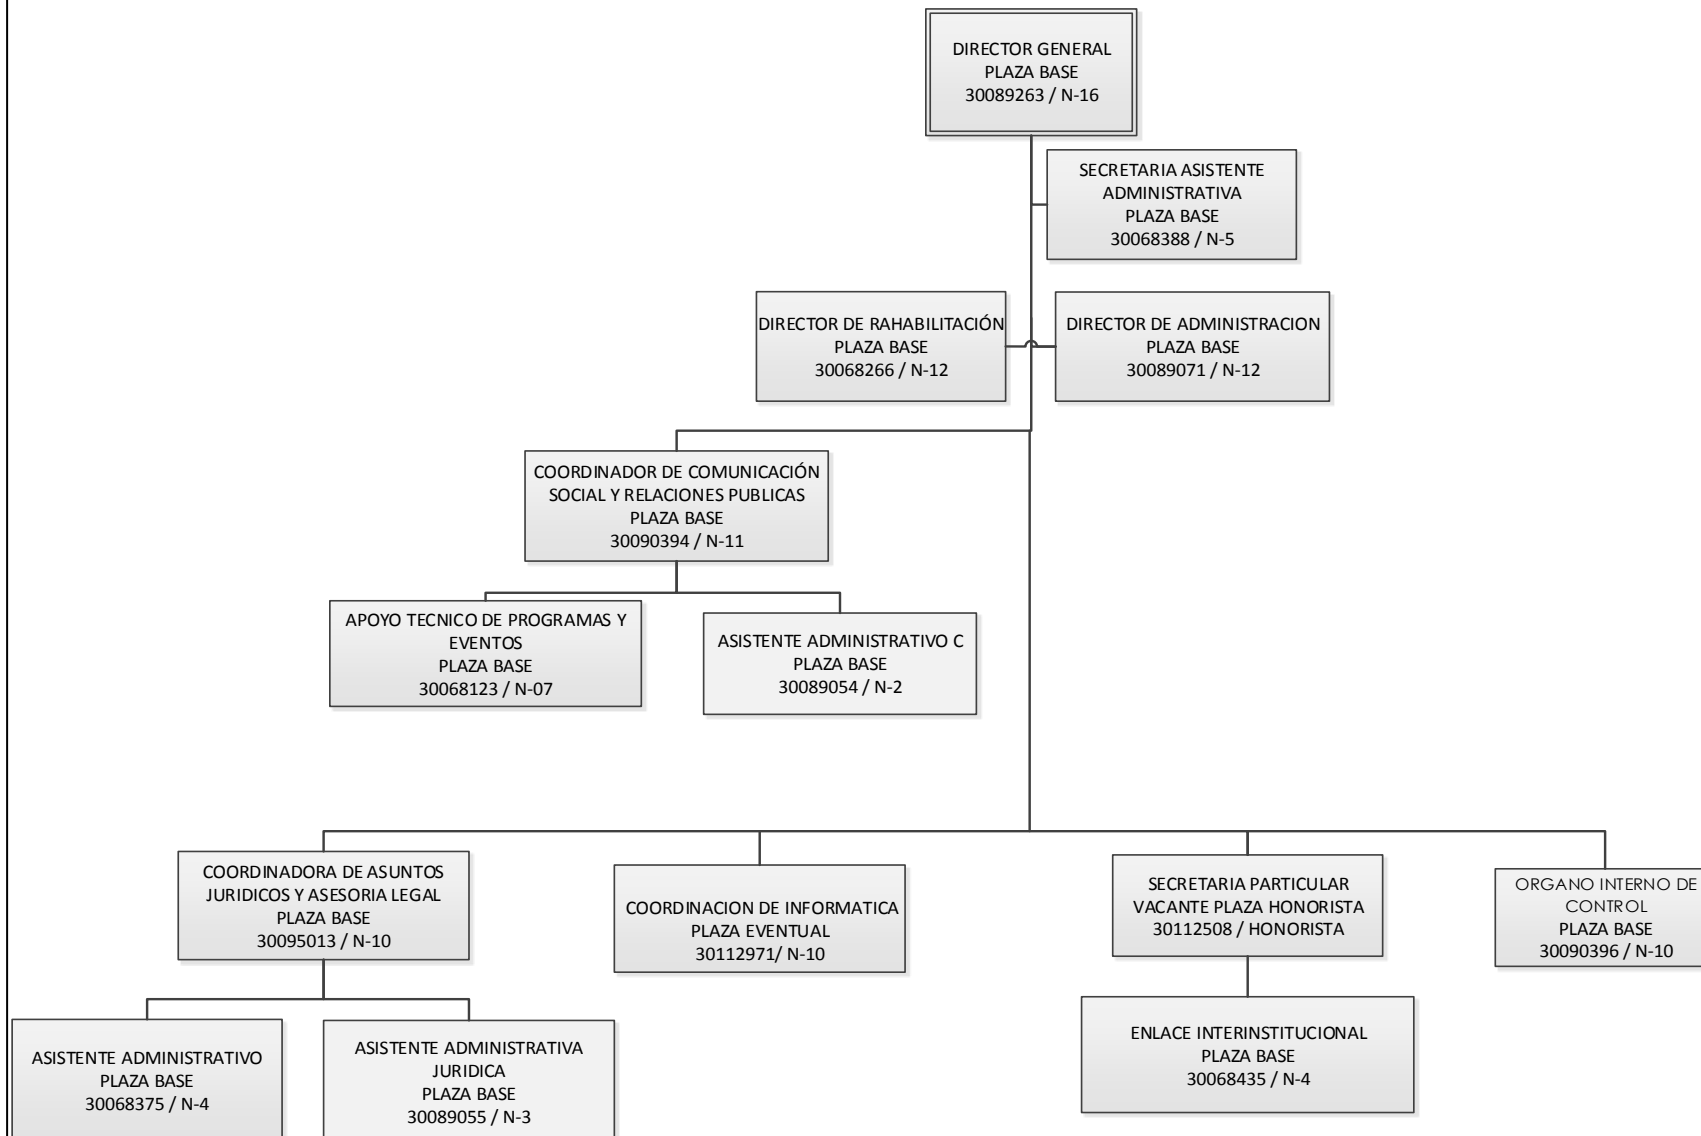 DIRECTOR GENERAL
PLAZA BASE
30089263 / N-16
SECRETARIA ASISTENTE
ADMINISTRATIVA
PLAZA BASE
30068388 / N-5
DIRECTOR DE RAHABILITACIÓN
PLAZA BASE
30068266 / N-12
DIRECTOR DE ADMINISTRACION
PLAZA BASE
30089071 / N-12
COORDINADOR DE COMUNICACIÓN
SOCIAL Y RELACIONES PUBLICAS
PLAZA BASE
30090394 / N-11
APOYO TECNICO DE PROGRAMAS Y
EVENTOS
PLAZA BASE
30068123 / N-07
ASISTENTE ADMINISTRATIVO C
PLAZA BASE
30089054 / N-2
COORDINADORA DE ASUNTOS
JURIDICOS Y ASESORIA LEGAL
PLAZA BASE
30095013 / N-10
COORDINACION DE INFORMATICA
PLAZA EVENTUAL
30112971/ N-10
SECRETARIA PARTICULAR
VACANTE PLAZA HONORISTA
30112508 / HONORISTA
ORGANO INTERNO DE
CONTROL
PLAZA BASE
30090396 / N-10
ASISTENTE ADMINISTRATIVO
PLAZA BASE
30068375 / N-4
ASISTENTE ADMINISTRATIVA
JURIDICA
PLAZA BASE
30089055 / N-3
ENLACE INTERINSTITUCIONAL
PLAZA BASE
30068435 / N-4